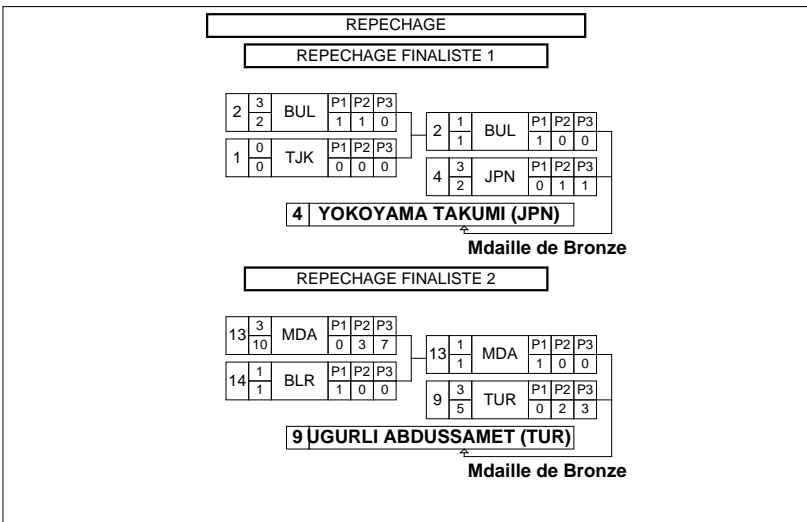 REPECHAGE
REPECHAGE FINALISTE 1
2 3 2 BUL P1 P2 P3 1 1 0
1 0 0 TJK P1 P2 P3 0 0 0
2 1 1 BUL P1 P2 P3 1 0 0
4 3 2 JPN P1 P2 P3 0 1 1
4 YOKOYAMA TAKUMI (JPN)
Mdaille de Bronze
REPECHAGE FINALISTE 2
13 3 10 MDA P1 P2 P3 0 3 7
14 1 1 BLR P1 P2 P3 1 0 0
13 1 1 MDA P1 P2 P3 1 0 0
9 3 5 TUR P1 P2 P3 0 2 3
9 UGURLI ABDUSSAMET (TUR)
Mdaille de Bronze